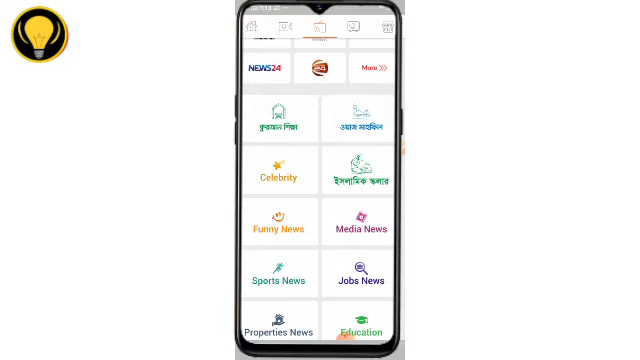 NEWS24
24
More >>>
কুরআন শিক্ষা
ওয়াজ মাহফিল
Celebrity
ইসলামিক স্কলার
Funny News
Media News
Sports News
Jobs News
Properties News
Education